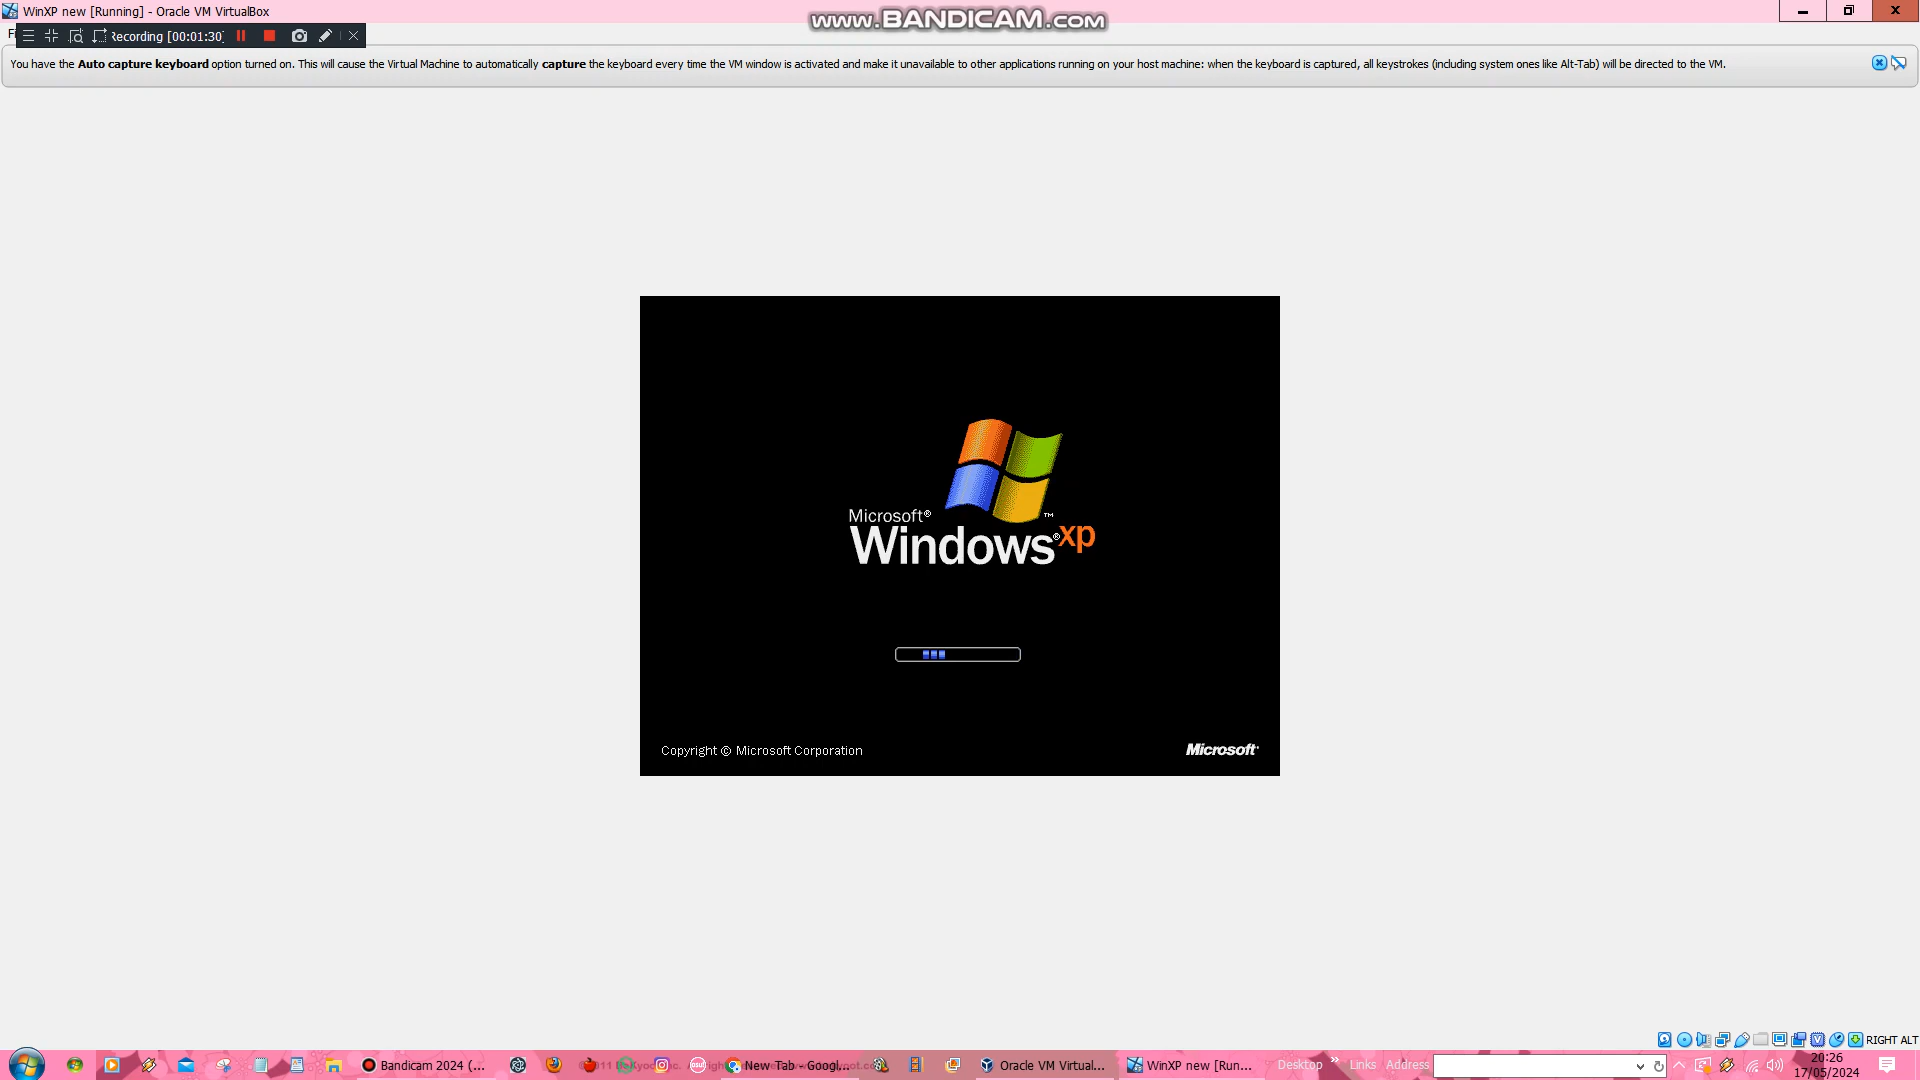 WinXP new [Running] - Oracle VM VirtualBox
www.BANDICAM.com
Recording [00:01:30]
You have the Auto capture keyboard option turned on. This will cause the Virtual Machine to automatically capture the keyboard every time the VM window is activated and make it unavailable to other applications running on your host machine: when the keyboard is captured, all keystrokes (including system ones like Alt-Tab) will be directed to the VM.
Microsoft®
Windows® xp ™
Copyright © Microsoft Corporation
Microsoft®
RIGHT ALT
Bandicam 2024 (...
New Tab - Googl...
Oracle VM Virtual...
WinXP new [Run...
Desktop
Links
Address
20:26
17/05/2024